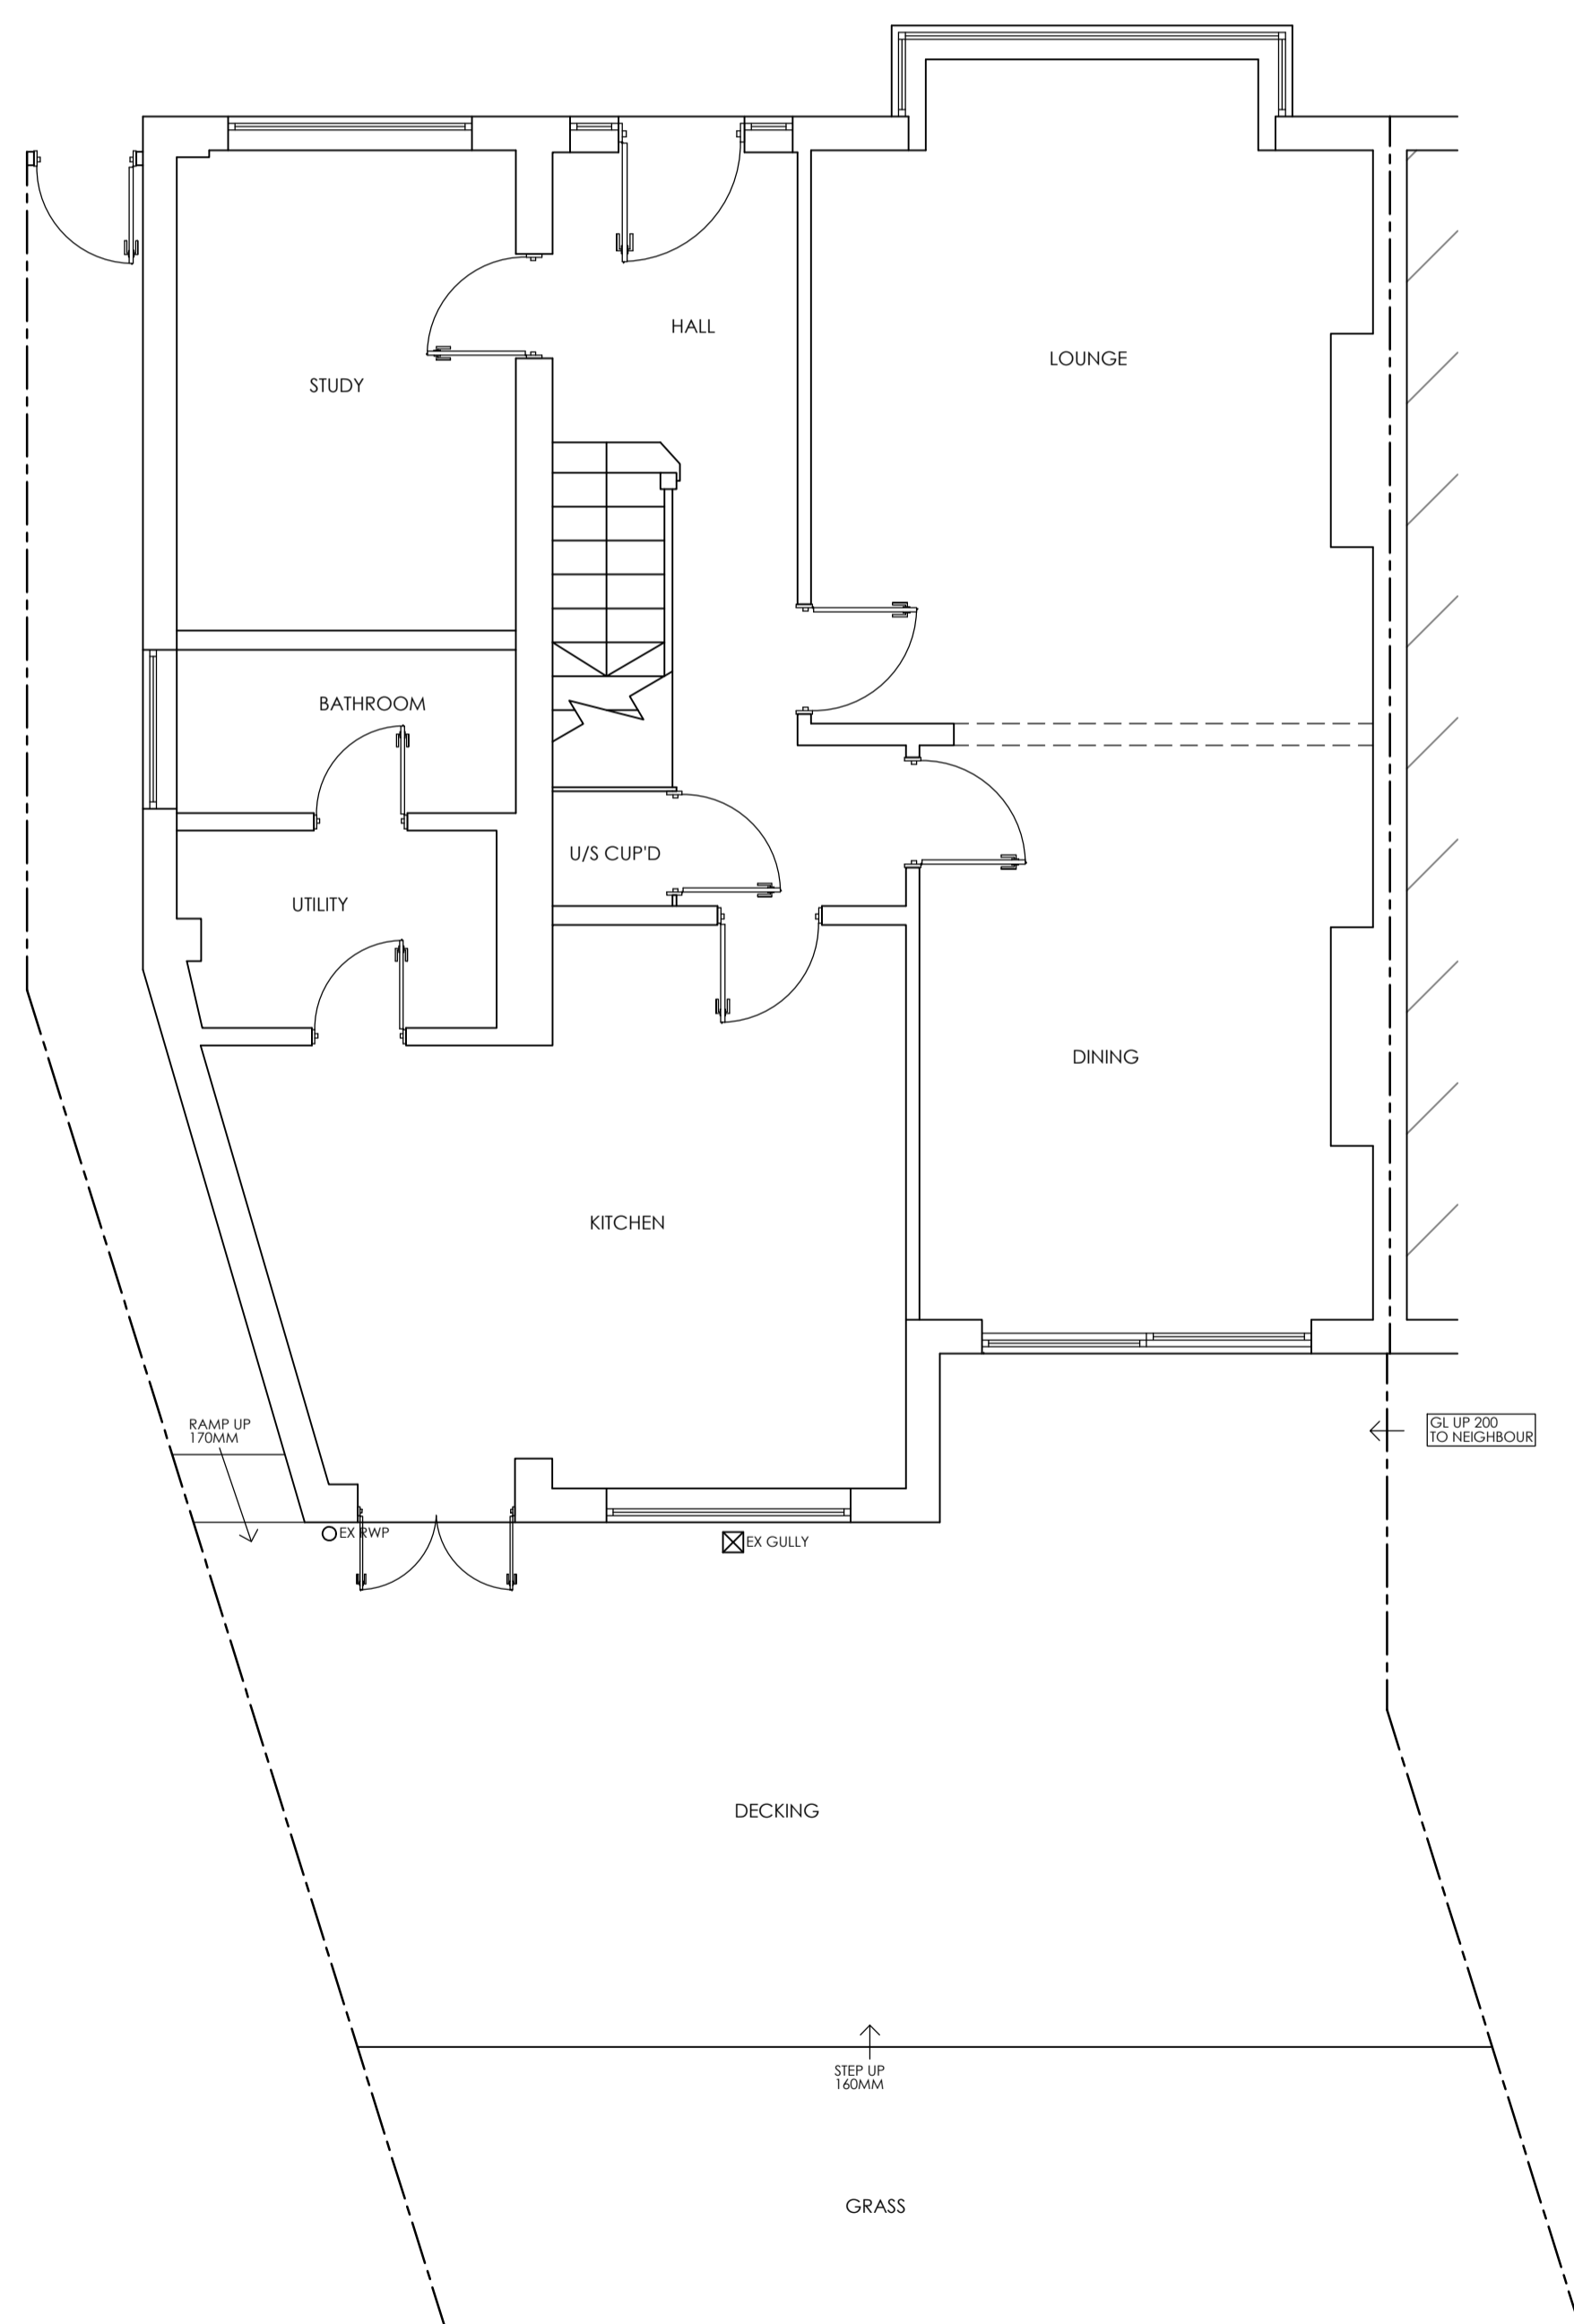 HALL
LOUNGE
STUDY
BATHROOM
U/S CUP'D
UTILITY
DINING
KITCHEN
RAMP UP
170MM
GL UP 200
TO NEIGHBOUR
EX RWP
EX GULLY
DECKING
STEP UP
160MM
GRASS